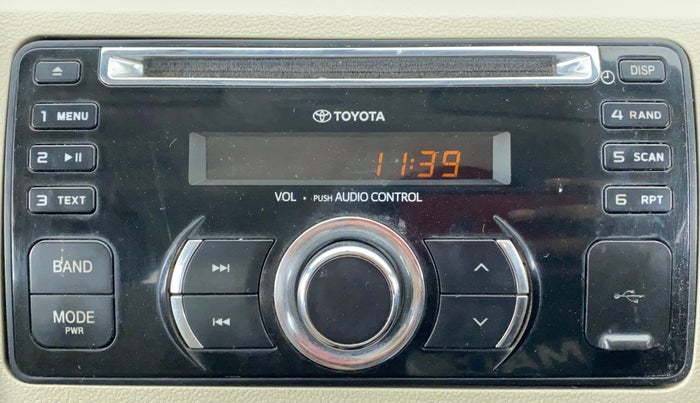 DISP
TOYOTA
1 MENU
4 RAND
2
5 SCAN
11:39
3 TEXT
VOL • PUSH AUDIO CONTROL
6 RPT
BAND
MODE
PWR